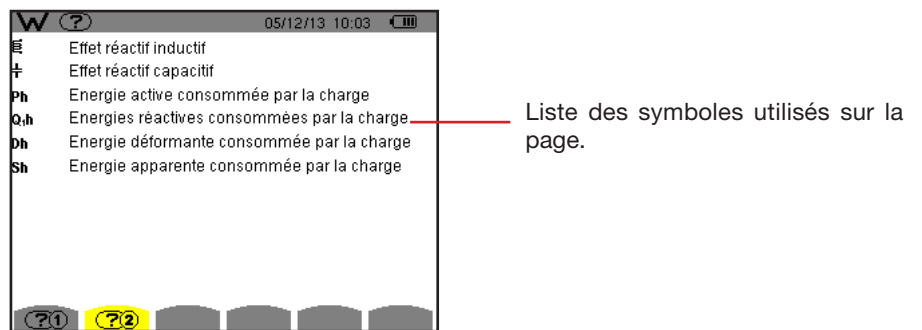 W ? 05/12/13 10:03
Effet réactif inductif
Effet réactif capacitif
Ph Energie active consommée par la charge
Q₁h Energies réactives consommées par la charge
Dh Energie déformante consommée par la charge
Sh Energie apparente consommée par la charge
?1 ?2
Liste des symboles utilisés sur la
page.